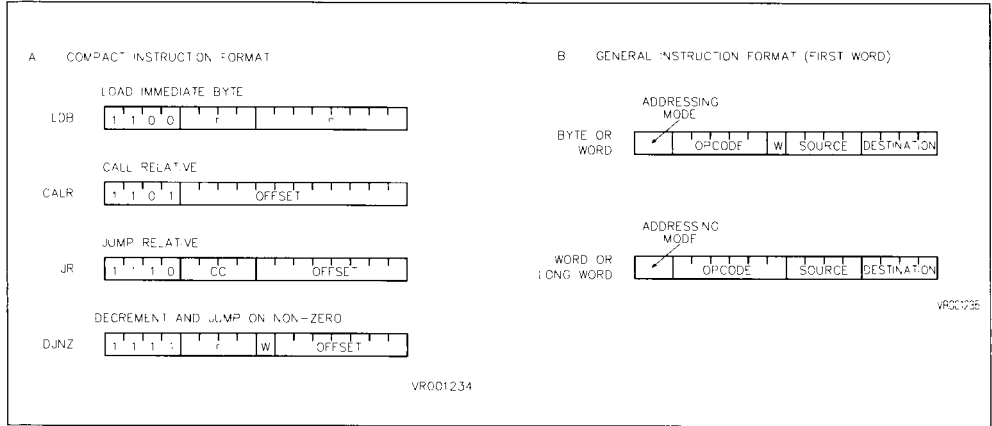 A COMPACT INSTRUCTION FORMAT
LOAD IMMEDIATE BYTE
LDB 1 1 0 0 r n
CALL RELATIVE
CALR 1 1 0 1 OFFSET
JUMP RELATIVE
JR 1 1 1 0 CC OFFSET
DECREMENT AND JUMP ON NON-ZERO
DJNZ 1 1 1 1 r W OFFSET
VR001234
B GENERAL INSTRUCTION FORMAT (FIRST WORD)
ADDRESSING
MODE
BYTE OR
WORD
OPCODE W SOURCE DESTINATION
ADDRESSING
MODE
WORD OR
LONG WORD
OPCODE SOURCE DESTINATION
VR001235